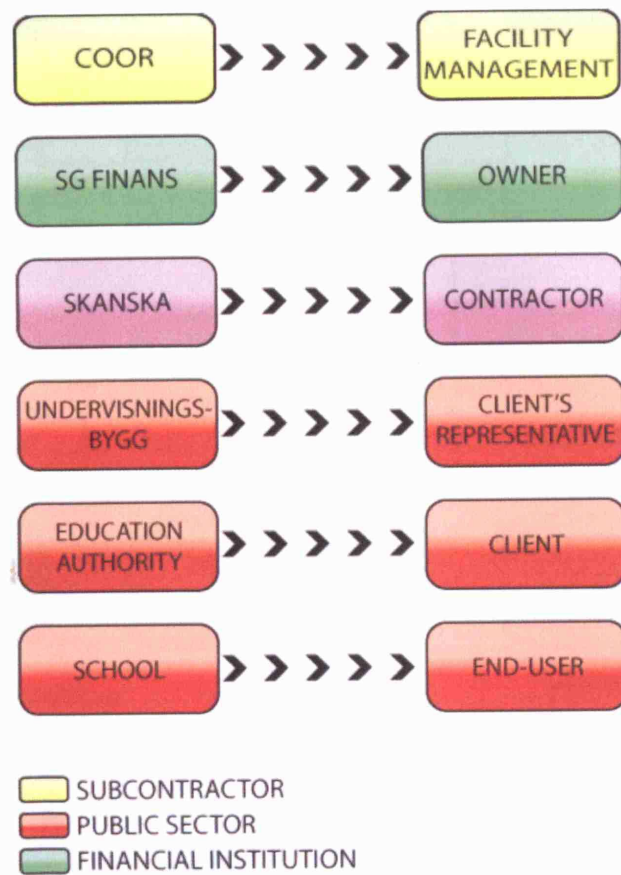 COOR
FACILITY
MANAGEMENT
SG FINANS
OWNER
SKANSKA
CONTRACTOR
UNDERVISNINGS-
BYGG
CLIENT'S
REPRESENTATIVE
EDUCATION
AUTHORITY
CLIENT
SCHOOL
END-USER
SUBCONTRACTOR
PUBLIC SECTOR
FINANCIAL INSTITUTION